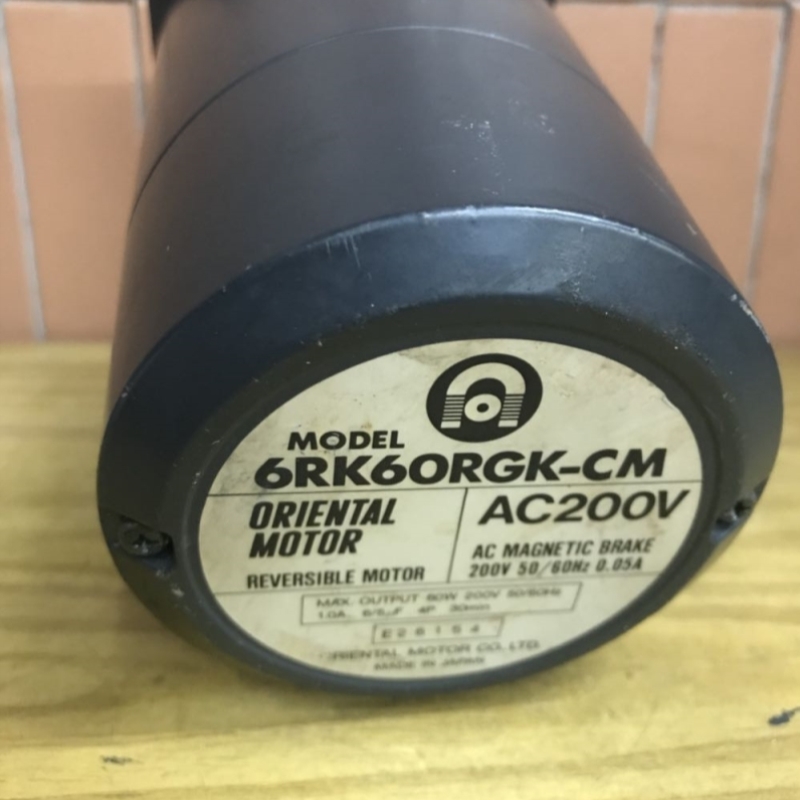 MODEL
6RK60RGK-CM
ORIENTAL
MOTOR
REVERSIBLE MOTOR
AC200V
AC MAGNETIC BRAKE
200V 50/60Hz 0.05A
MAX. OUTPUT 60W 200V 50/60Hz
1.0A 4P 30min
E26154
ORIENTAL MOTOR CO., LTD.
MADE IN JAPAN